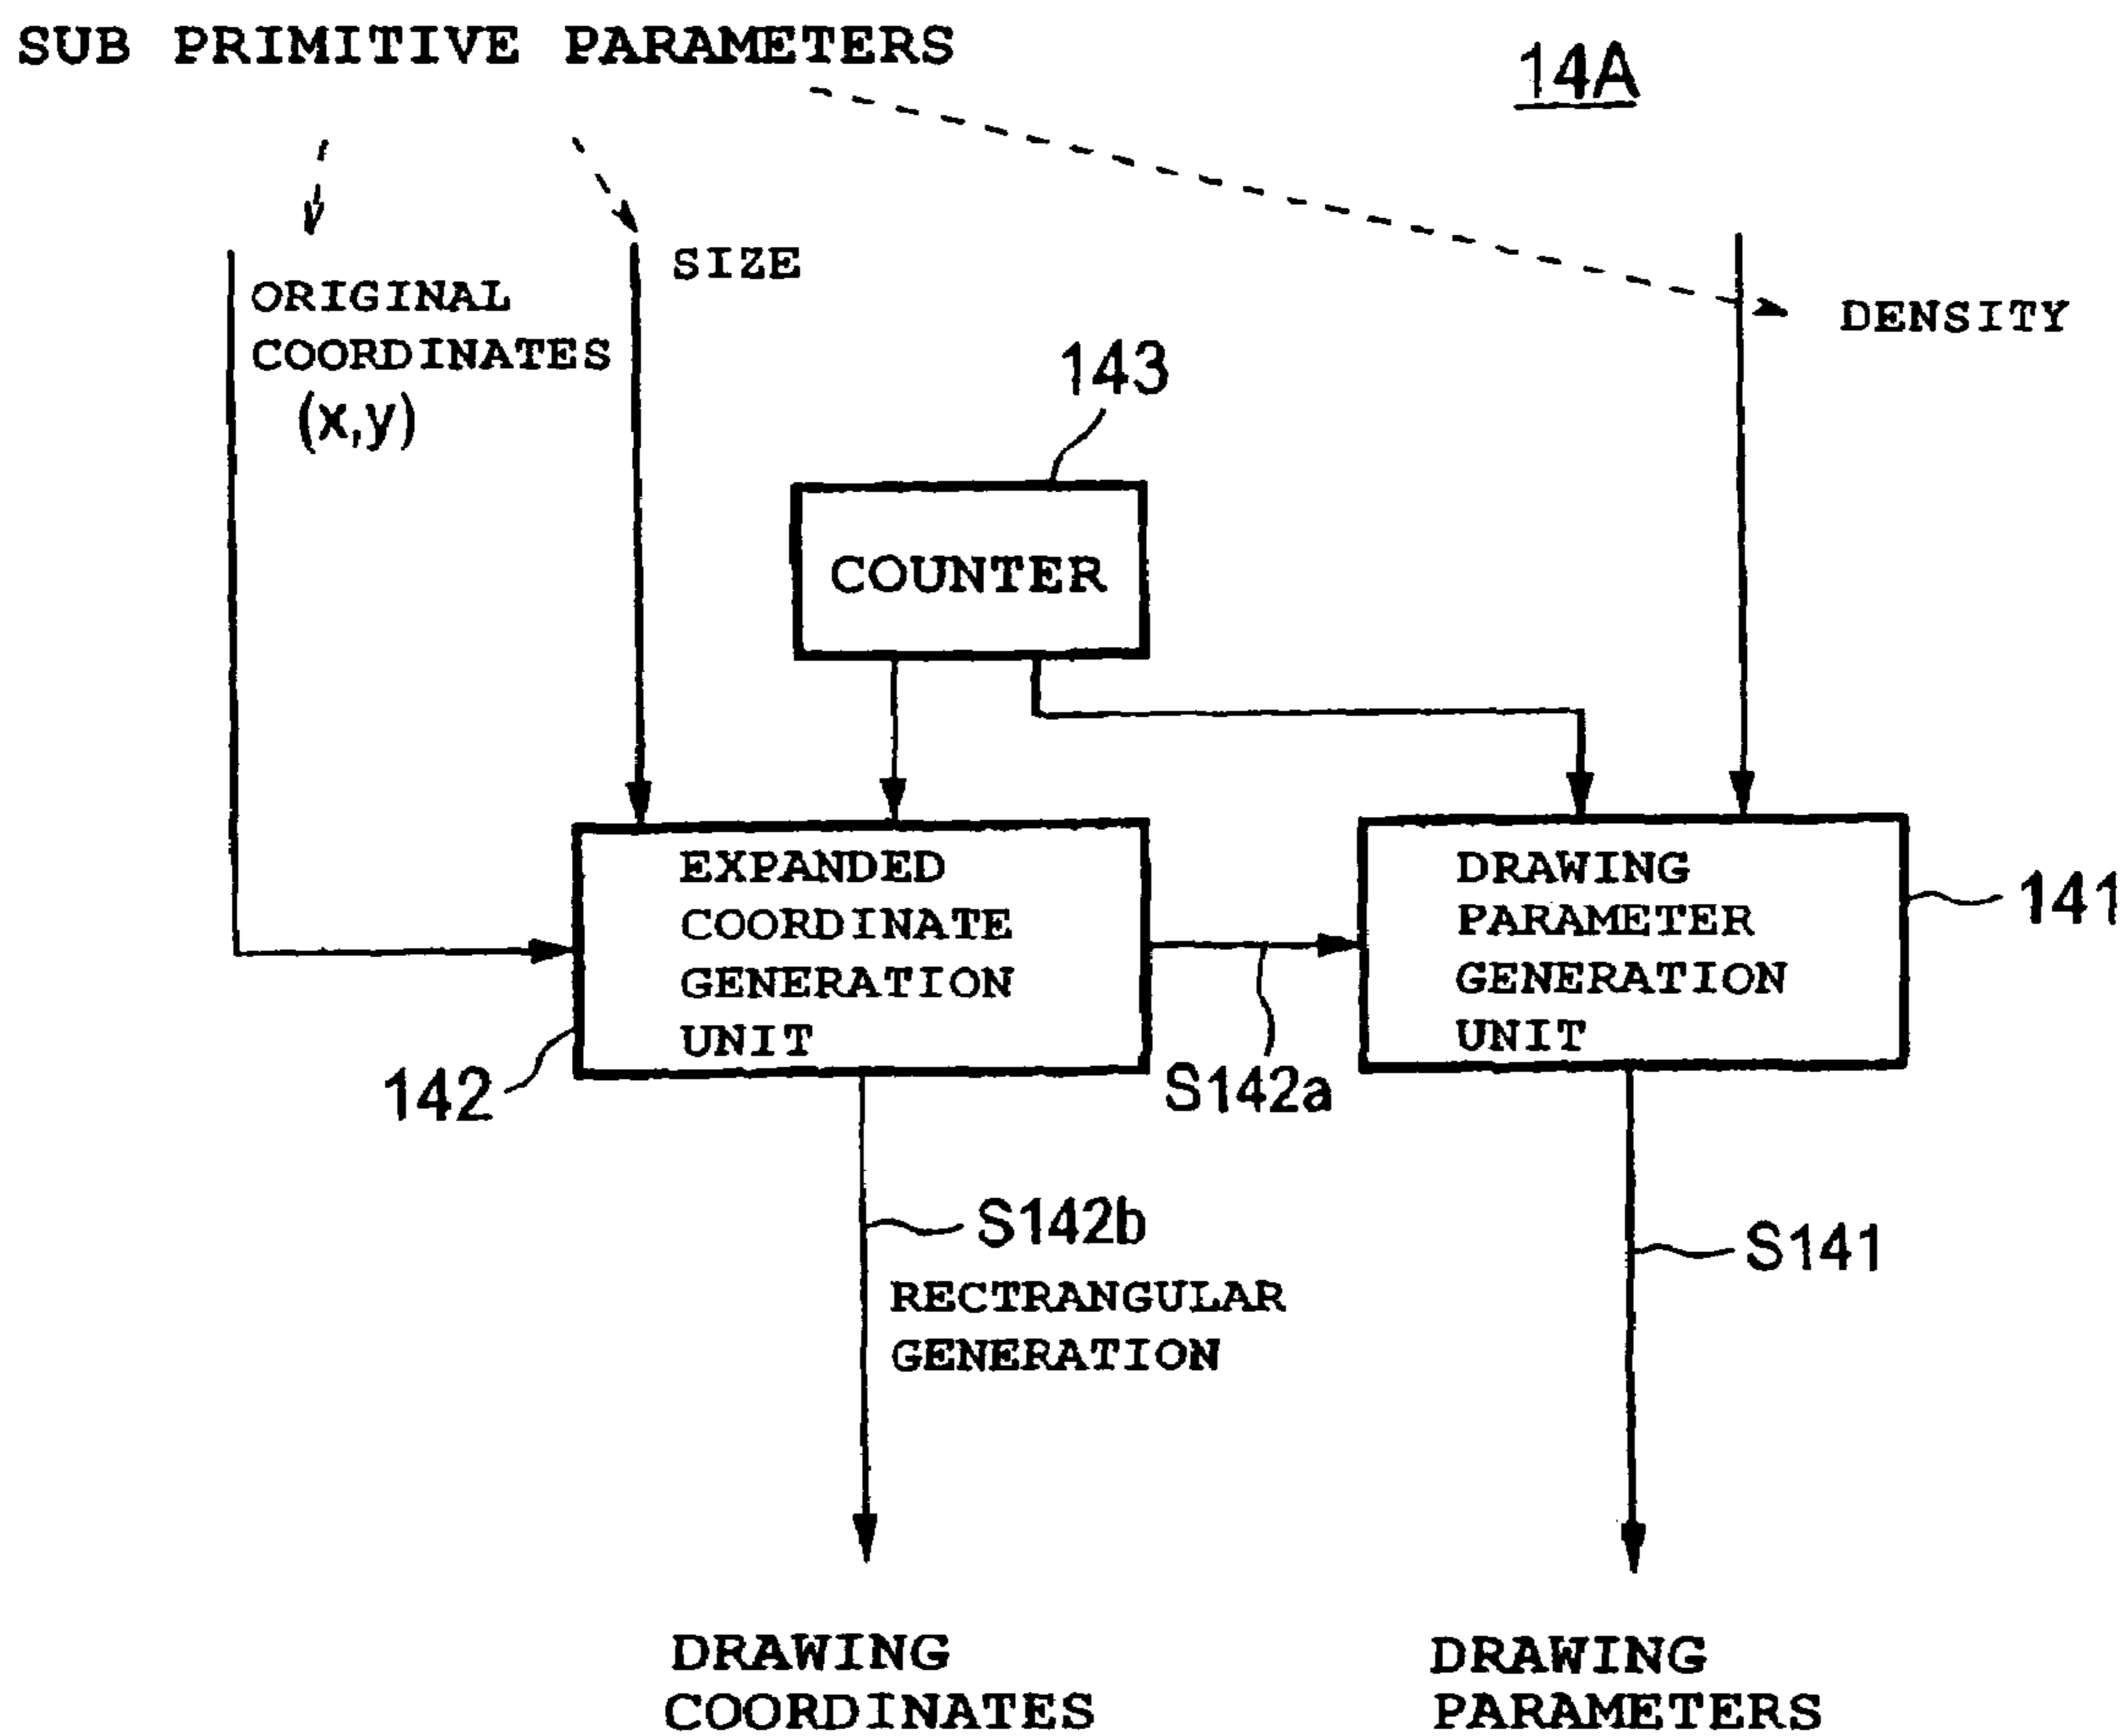 SUB PRIMITIVE PARAMETERS
14A
SIZE
ORIGINAL
COORDINATES
(x,y)
DENSITY
143
COUNTER
EXPANDED
COORDINATE
GENERATION
UNIT
DRAWING
PARAMETER
GENERATION
UNIT
141
142
S142a
S142b
RECTRANGULAR
GENERATION
S141
DRAWING
COORDINATES
DRAWING
PARAMETERS